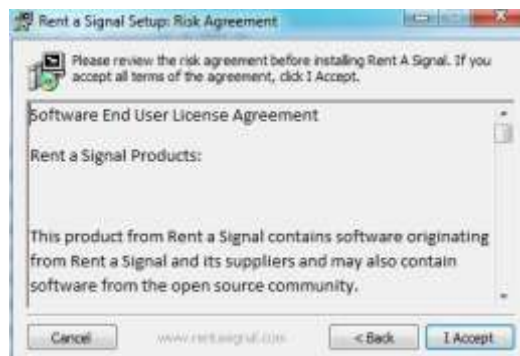 Rent a Signal Setup: Risk Agreement
Please review the risk agreement before installing Rent A Signal. If you
accept all terms of the agreement, click I Accept.
Software End User License Agreement
Rent a Signal Products:
This product from Rent a Signal contains software originating
from Rent a Signal and its suppliers and may also contain
software from the open source community.
Cancel www.rentasignal.com < Back I Accept